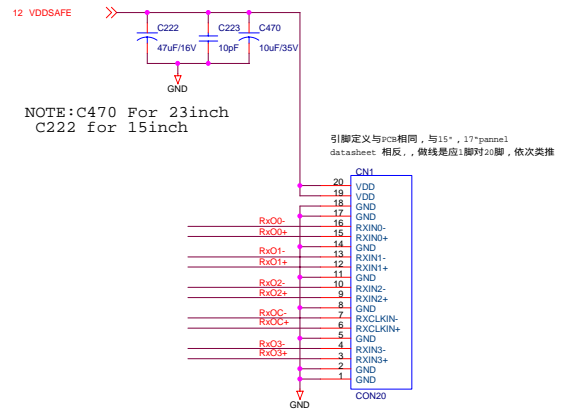 12 VDDSAFE
C222
C223
C470
47uF/16V
10pF
10uF/35V
GND
NOTE:C470 For 23inch
C222 for 15inch
引脚定义与PCB相同，与15"，17"pannel
datasheet 相反，，做线是应1脚对20脚，依次类推
CN1
20 VDD
19 VDD
18 GND
17 GND
RxO0- 16 RXIN0-
RxO0+ 15 RXIN0+
14 GND
RxO1- 13 RXIN1-
RxO1+ 12 RXIN1+
11 GND
RxO2- 10 RXIN2-
RxO2+ 9 RXIN2+
8 GND
RxOC- 7 RXCLKIN-
RxOC+ 6 RXCLKIN+
5 GND
RxO3- 4 RXIN3-
RxO3+ 3 RXIN3+
2 GND
1 GND
CON20
GND